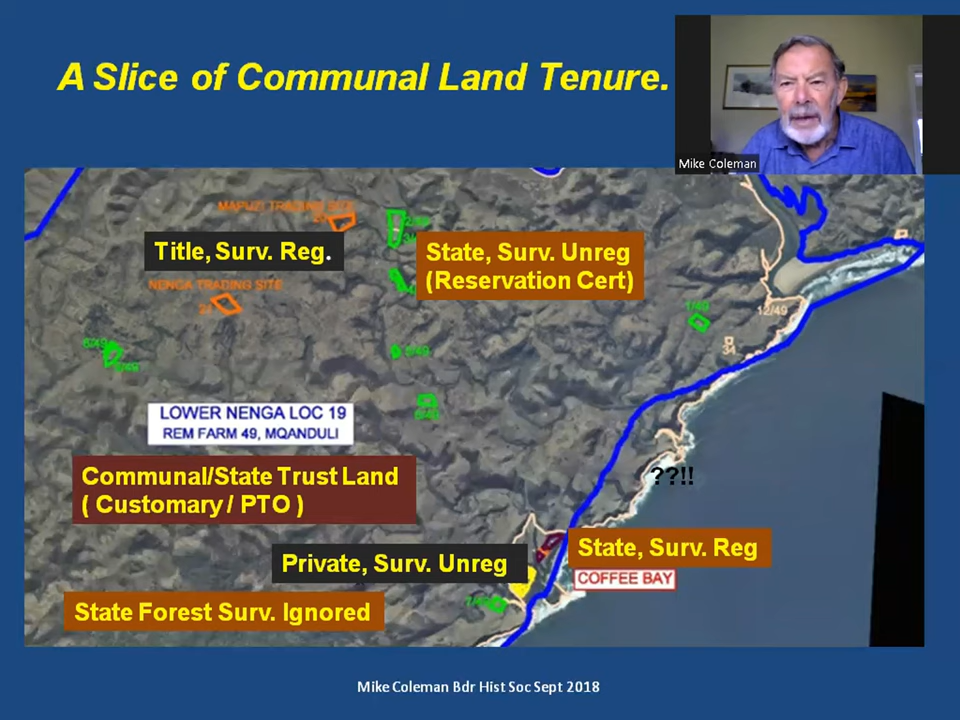 A Slice of Communal Land Tenure.
Mike Coleman
MAPUZI TRADING SITE
Title, Surv. Reg.
State, Surv. Unreg
(Reservation Cert)
NENGA TRADING SITE
1/49
12/49
34
6/49
LOWER NENGA LOC 19
REM FARM 49, MQANDULI
Communal/State Trust Land
( Customary / PTO )
??!!
Private, Surv. Unreg
State, Surv. Reg
COFFEE BAY
State Forest Surv. Ignored
Mike Coleman Bdr Hist Soc Sept 2018